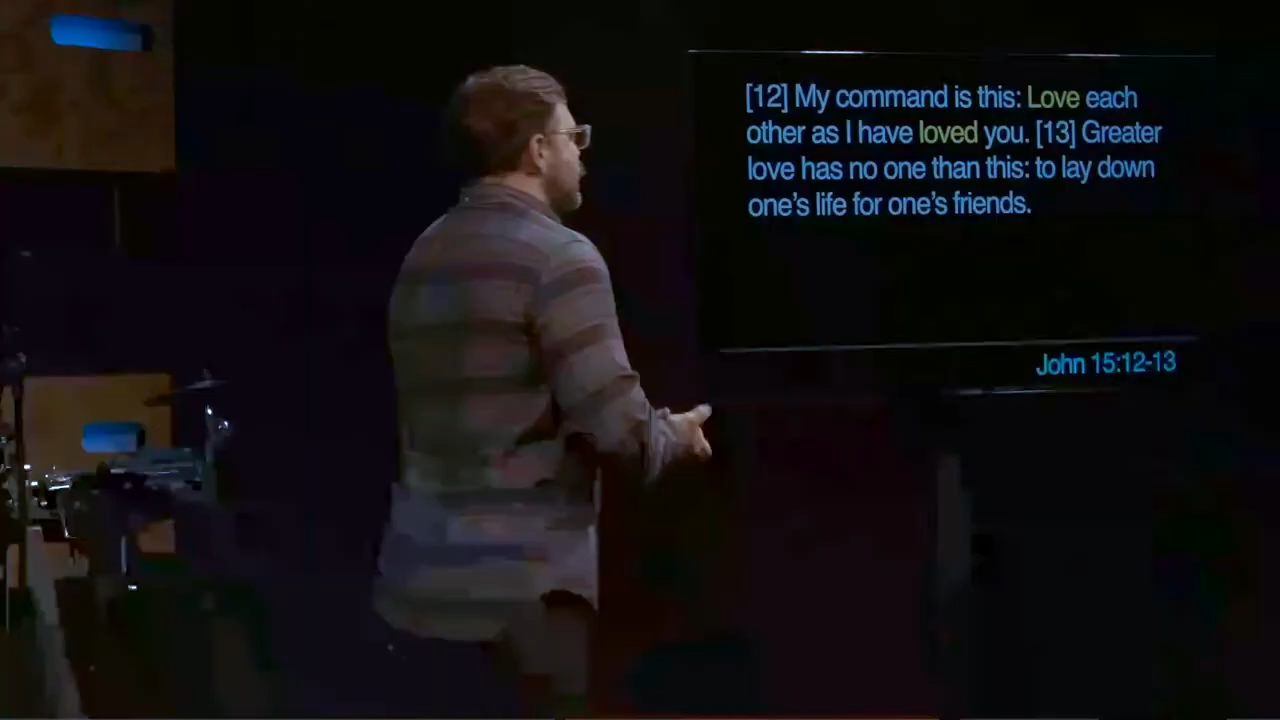 [12] My command is this: Love each
other as I have loved you. [13] Greater
love has no one than this: to lay down
one's life for one's friends.
John 15:12-13